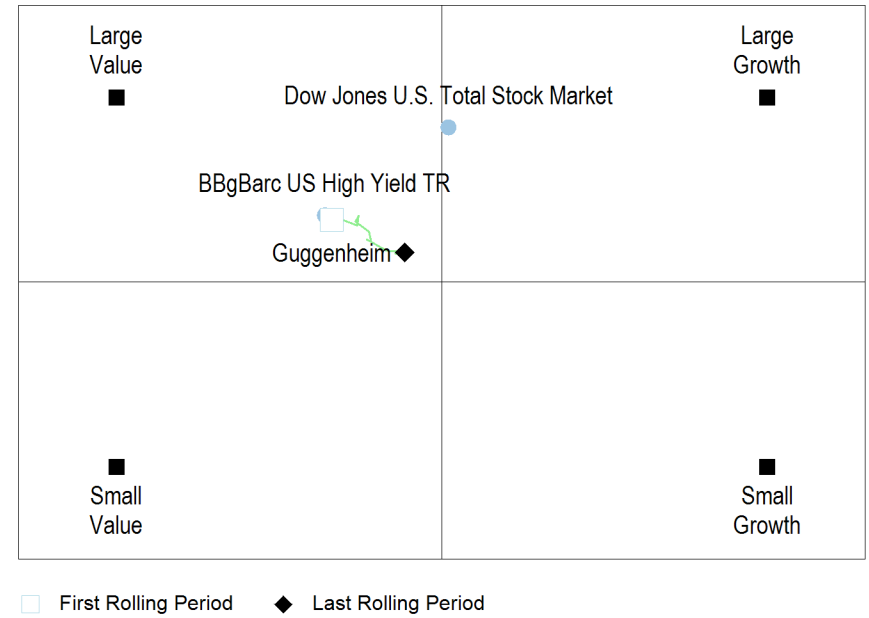 Large
Value
Large
Growth
Dow Jones U.S. Total Stock Market
BBgBarc US High Yield TR
Guggenheim
Small
Value
Small
Growth
First Rolling Period
Last Rolling Period